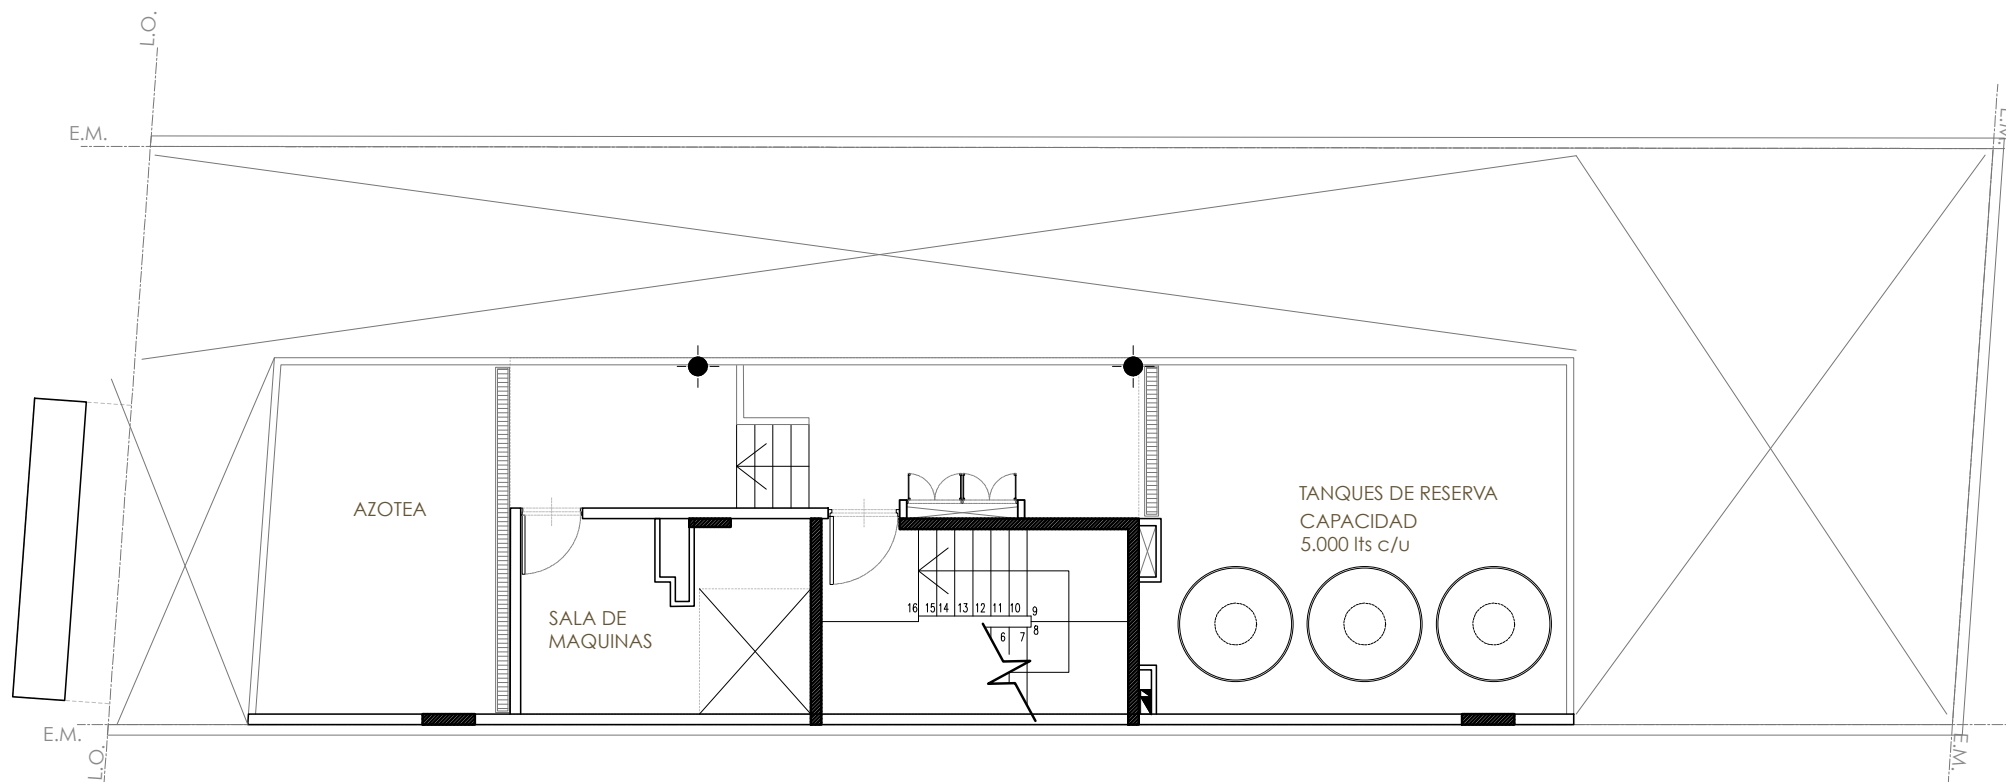 L.O.
E.M.
E.M.
AZOTEA
TANQUES DE RESERVA
CAPACIDAD
5.000 lts c/u
SALA DE
MAQUINAS
16 15 14 13 12 11 10 9
6 7 8
E.M.
L.O.
E.M.